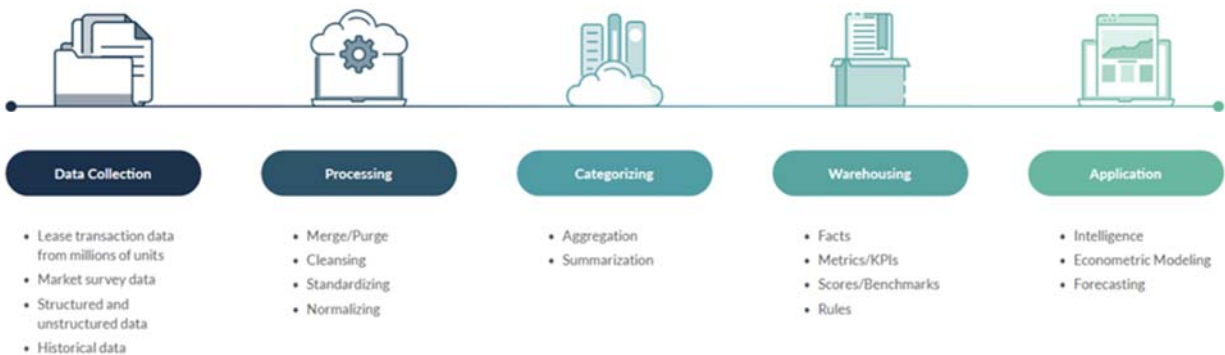 Data Collection
• Lease transaction data
from millions of units
• Market survey data
• Structured and
unstructured data
• Historical data
Processing
• Merge/Purge
• Cleansing
• Standardizing
• Normalizing
Categorizing
• Aggregation
• Summarization
Warehousing
• Facts
• Metrics/KPIs
• Scores/Benchmarks
• Rules
Application
• Intelligence
• Econometric Modeling
• Forecasting